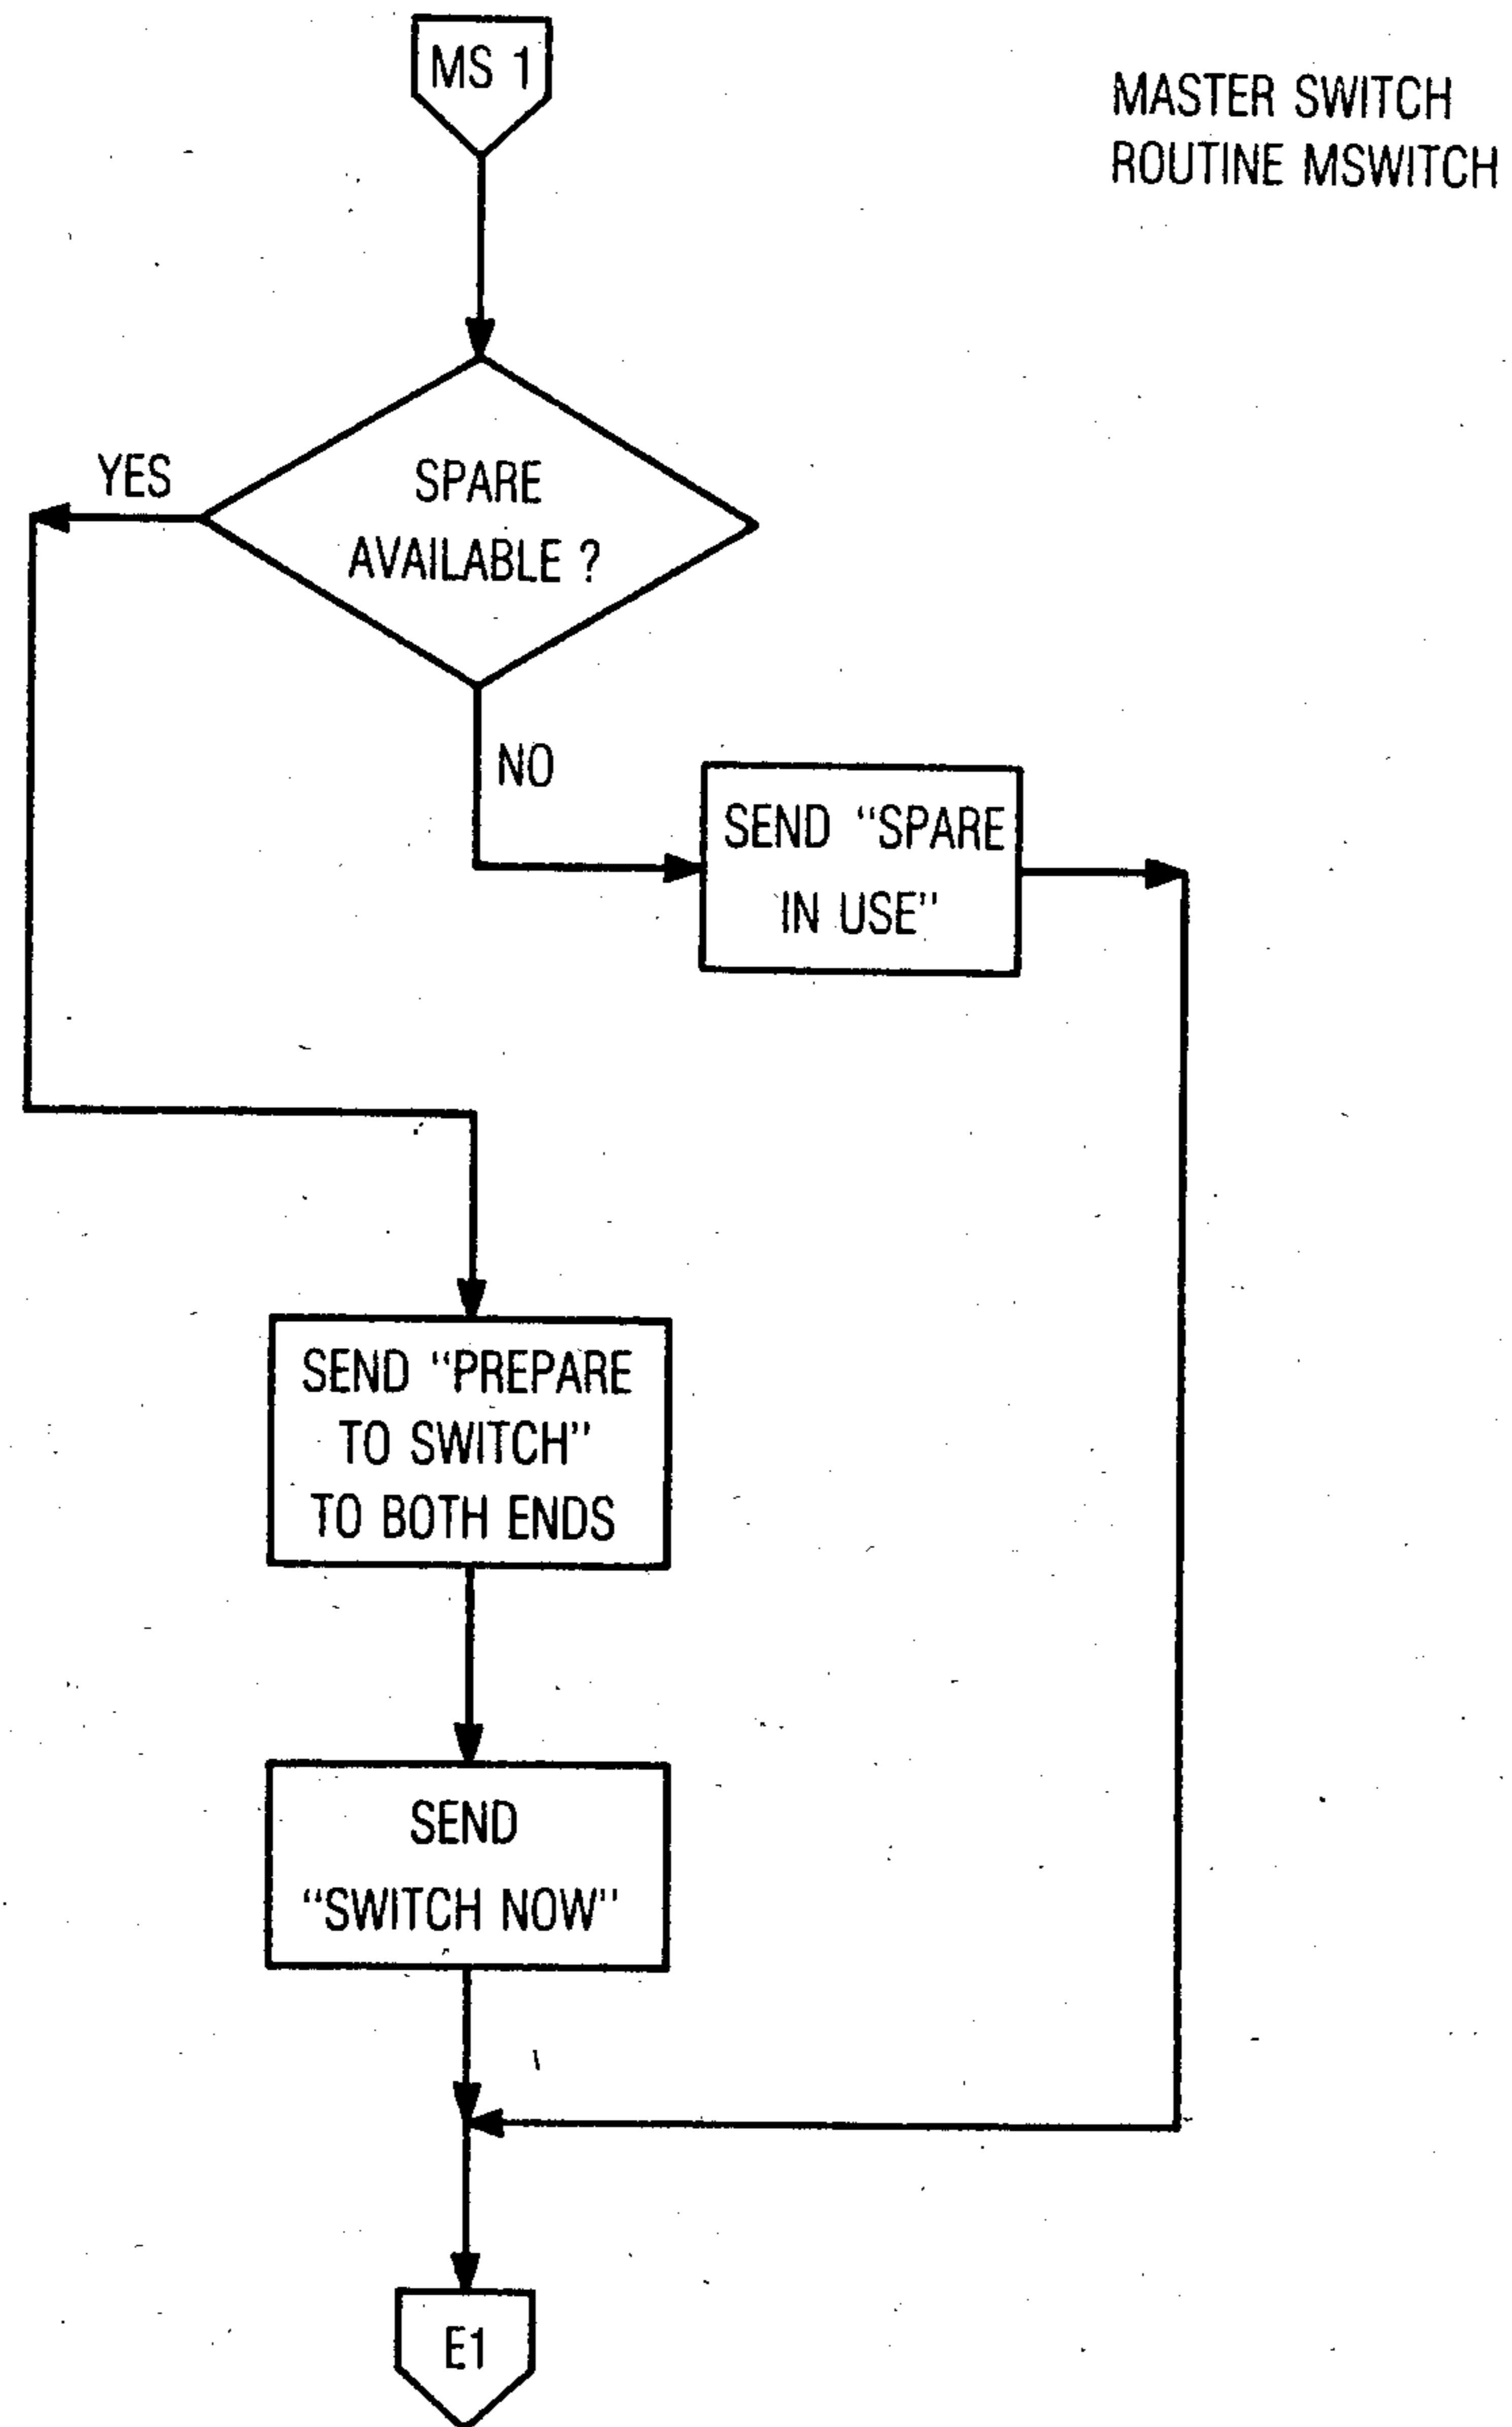 MS 1
MASTER SWITCH
ROUTINE MSWITCH
YES
SPARE
AVAILABLE ?
NO
SEND “SPARE
IN USE”
SEND “PREPARE
TO SWITCH”
TO BOTH ENDS
SEND
“SWITCH NOW”
E1